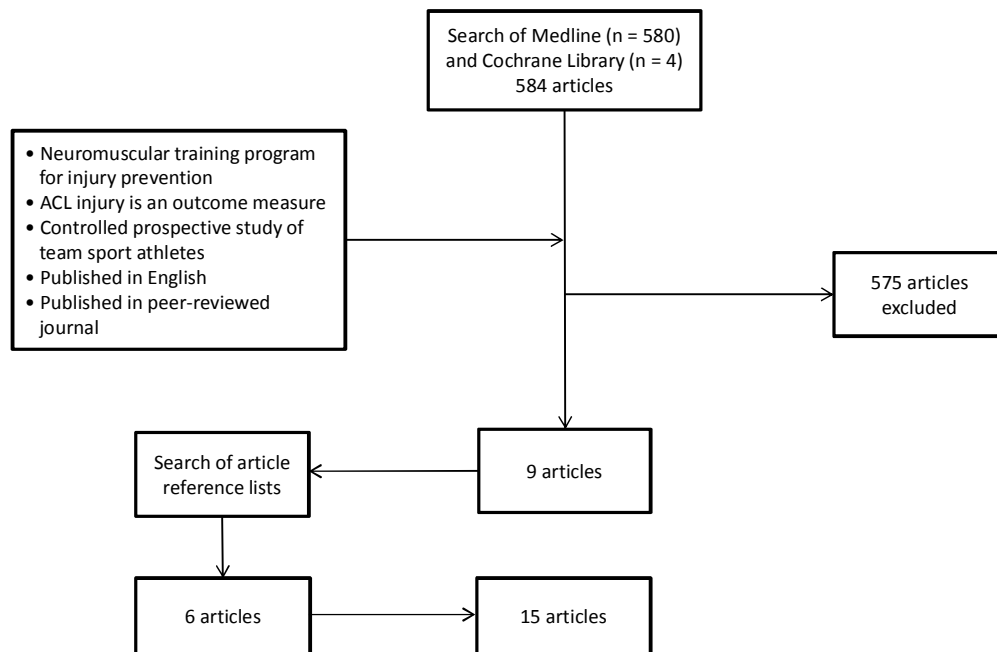 Search of Medline (n = 580)
and Cochrane Library (n = 4)
584 articles
• Neuromuscular training program
for injury prevention
• ACL injury is an outcome measure
• Controlled prospective study of
team sport athletes
• Published in English
• Published in peer-reviewed
journal
575 articles
excluded
Search of article
reference lists
9 articles
6 articles
15 articles